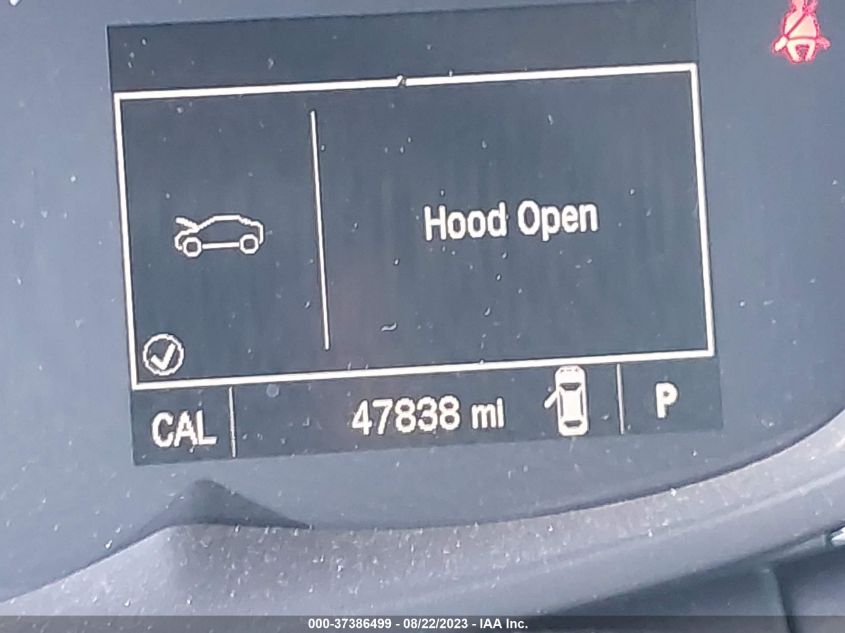 Hood Open
CAL 47838 mi P
000-37386499 - 08/22/2023 - IAA Inc.